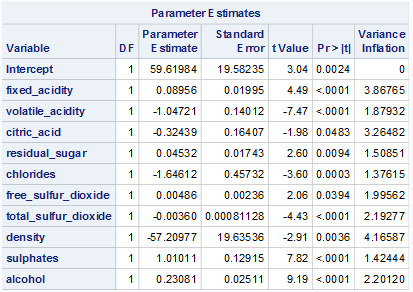 Parameter Estimates
Variable DF Parameter Estimate Standard Error t Value Pr > |t| Variance Inflation
Intercept 1 59.61984 19.58235 3.04 0.0024 0
fixed_acidity 1 0.08956 0.01995 4.49 <.0001 3.86765
volatile_acidity 1 -1.04721 0.14012 -7.47 <.0001 1.87932
citric_acid 1 -0.32439 0.16407 -1.98 0.0483 3.26482
residual_sugar 1 0.04532 0.01743 2.60 0.0094 1.50851
chlorides 1 -1.64612 0.45732 -3.60 0.0003 1.37615
free_sulfur_dioxide 1 0.00486 0.00236 2.06 0.0399 1.99562
total_sulfur_dioxide 1 -0.00360 0.00081128 -4.43 <.0001 2.19277
density 1 -57.20977 19.63536 -2.91 0.0036 4.16587
sulphates 1 1.01011 0.12915 7.82 <.0001 1.42444
alcohol 1 0.23081 0.02511 9.19 <.0001 2.20120